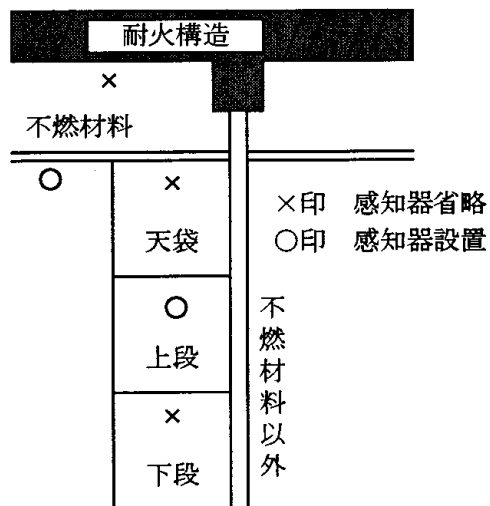 耐火構造
×
不燃材料
○
×
×印 感知器省略
天袋
○印 感知器設置
○
上段
不燃材料以外
×
下段